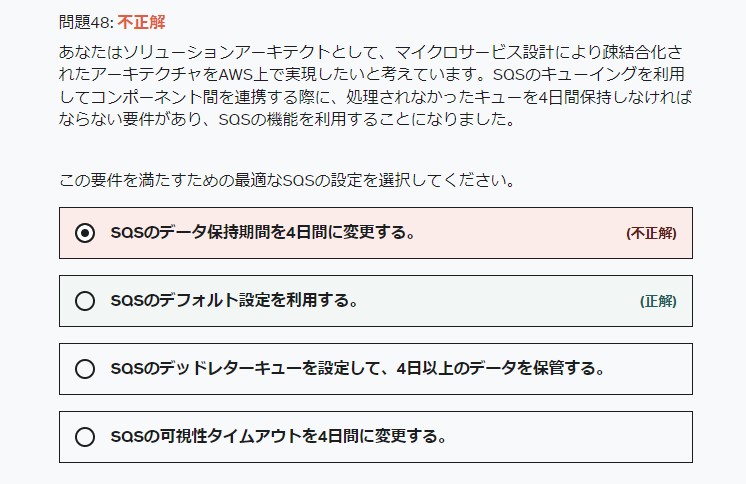 問題48: 不正解
あなたはソリューションアーキテクトとして、マイクロサービス設計により疎結合化さ
れたアーキテクチャをAWS上で実現したいと考えています。SQSのキューイングを利用
してコンポーネント間を連携する際に、処理されなかったキューを4日間保持しなければ
ならない要件があり、SQSの機能を利用することになりました。
この要件を満たすための最適なSQSの設定を選択してください。
SQSのデータ保持期間を4日間に変更する。 (不正解)
SQSのデフォルト設定を利用する。 (正解)
SQSのデッドレターキューを設定して、4日以上のデータを保管する。
SQSの可視性タイムアウトを4日間に変更する。